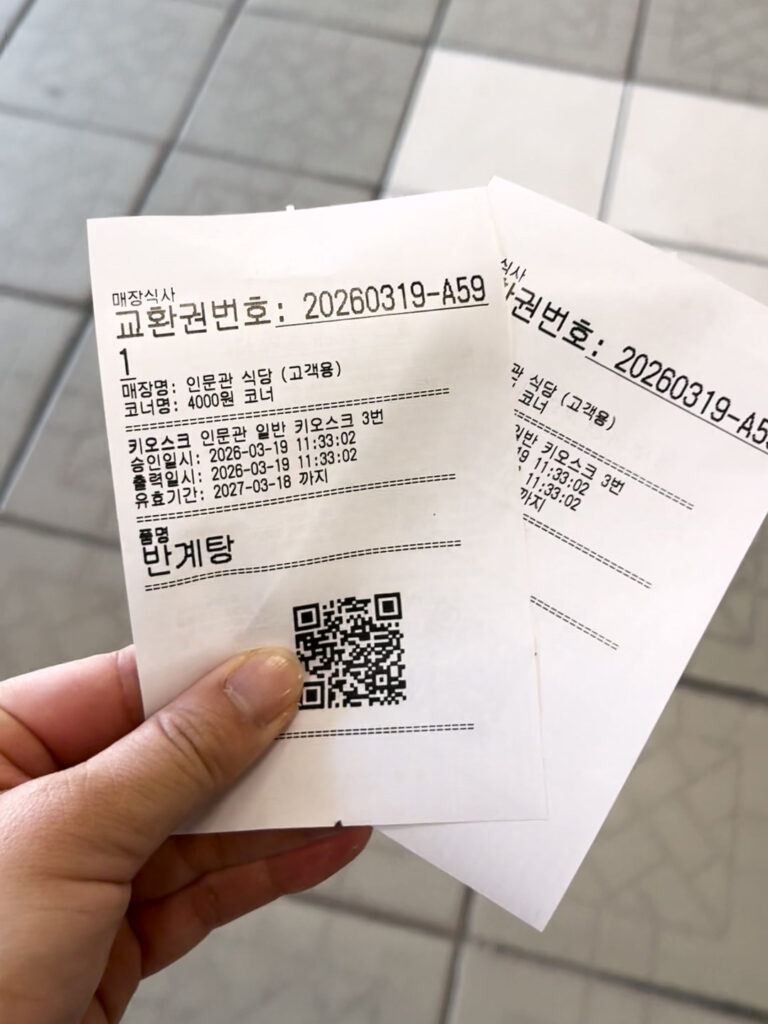 매장식사
교환권번호: 20260319-A59
1
매장명: 인문관 식당 (고객용)
코너명: 4000원 코너
키오스크 인문관 일반 키오스크 3번
승인일시: 2026-03-19 11:33:02
출력일시: 2026-03-19 11:33:02
유효기간: 2027-03-18 까지
품명
반계탕
식사
권번호: 20260319-A5
식당 (고객용)
코너
일반 키오스크 3번
19 11:33:02
11:33:02
까지